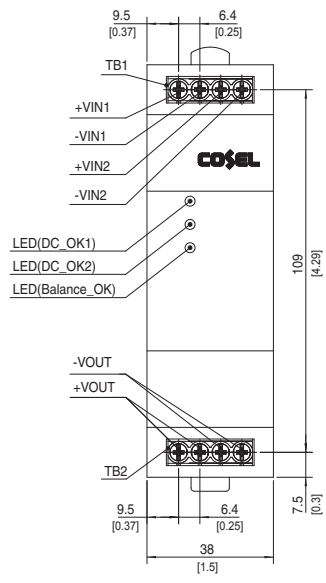 9.5
[0.37]
6.4
[0.25]
TB1
+VIN1
-VIN1
+VIN2
-VIN2
COSEL
LED(DC_OK1)
LED(DC_OK2)
LED(Balance_OK)
109
[4.29]
-VOUT
+VOUT
TB2
7.5
[0.3]
9.5
[0.37]
6.4
[0.25]
38
[1.5]